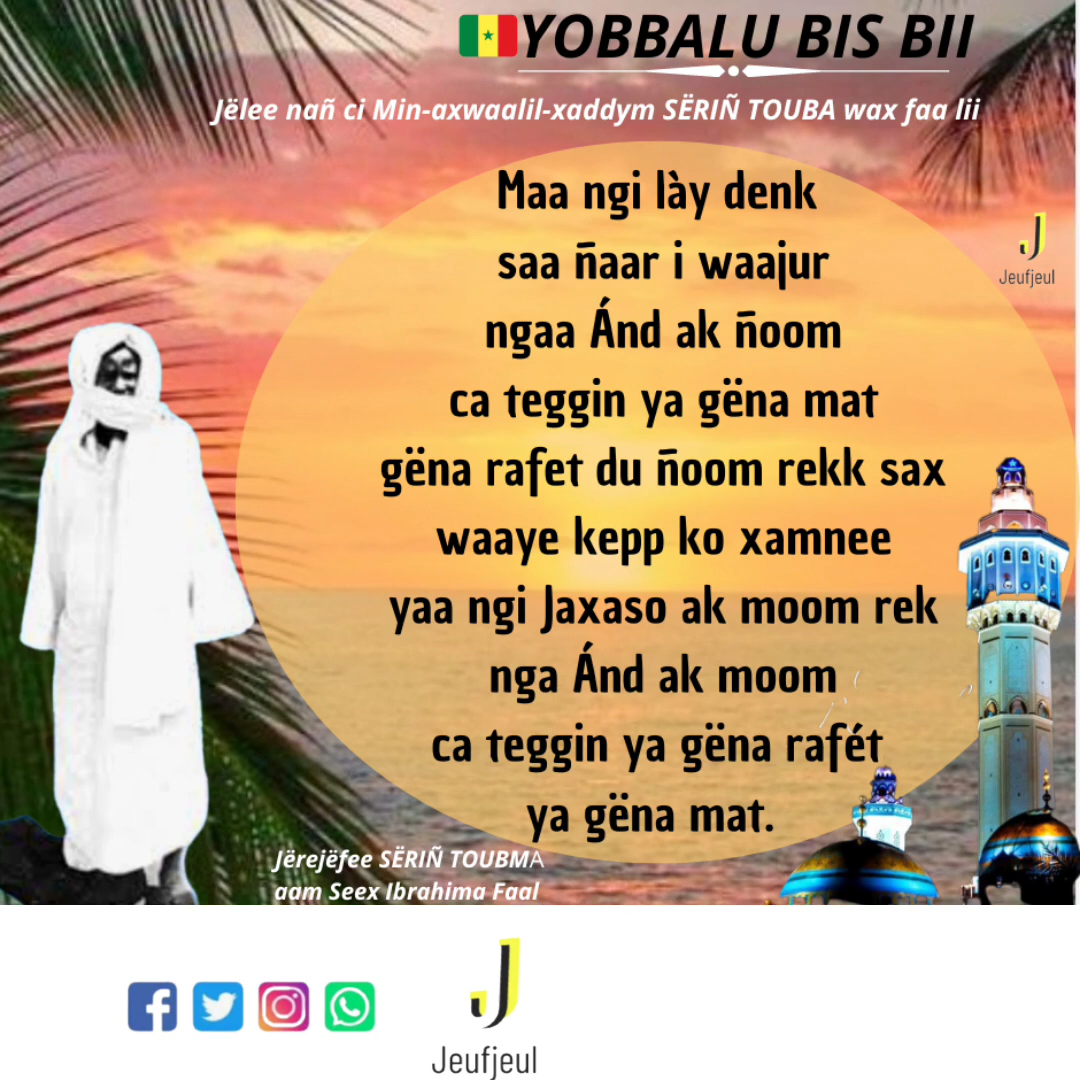 YOBBALU BIS BII
Jëlee nañ ci Min-axwaalil-xaddym SËRIÑ TOUBA wax faa lii
Maa ngi lày denk
saa ñaar i waajur
ngaa Ánd ak ñoom
ca teggin ya gëna mat
gëna rafet du ñoom rekk sax
waaye kepp ko xamnee
yaa ngi Jaxaso ak moom rek
nga Ánd ak moom
ca teggin ya gëna rafét
ya gëna mat.
J
Jeufjeul
Jërejëfee SËRIÑ TOUBMA
aam Seex Ibrahima Faal
J
Jeufjeul